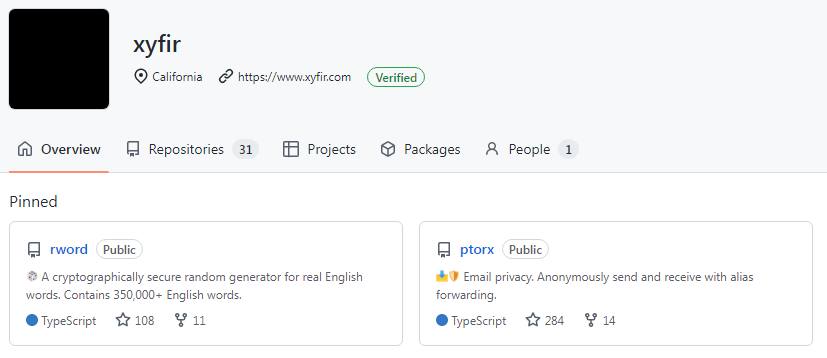 xyfir
California https://www.xyfir.com Verified
Overview Repositories 31 Projects Packages People 1
Pinned
rword Public
🎲 A cryptographically secure random generator for real English
words. Contains 350,000+ English words.
TypeScript 108 11
ptorx Public
📥🛡️ Email privacy. Anonymously send and receive with alias
forwarding.
TypeScript 284 14